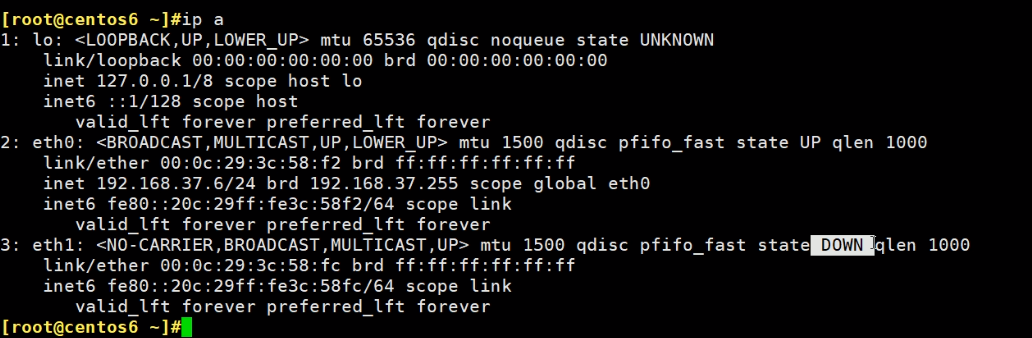 [root@centos6 ~]#ip a
1: lo: <LOOPBACK,UP,LOWER_UP> mtu 65536 qdisc noqueue state UNKNOWN
    link/loopback 00:00:00:00:00:00 brd 00:00:00:00:00:00
    inet 127.0.0.1/8 scope host lo
    inet6 ::1/128 scope host
       valid_lft forever preferred_lft forever
2: eth0: <BROADCAST,MULTICAST,UP,LOWER_UP> mtu 1500 qdisc pfifo_fast state UP qlen 1000
    link/ether 00:0c:29:3c:58:f2 brd ff:ff:ff:ff:ff:ff
    inet 192.168.37.6/24 brd 192.168.37.255 scope global eth0
    inet6 fe80::20c:29ff:fe3c:58f2/64 scope link
       valid_lft forever preferred_lft forever
3: eth1: <NO-CARRIER,BROADCAST,MULTICAST,UP> mtu 1500 qdisc pfifo_fast state DOWN qlen 1000
    link/ether 00:0c:29:3c:58:fc brd ff:ff:ff:ff:ff:ff
    inet6 fe80::20c:29ff:fe3c:58fc/64 scope link
       valid_lft forever preferred_lft forever
[root@centos6 ~]#